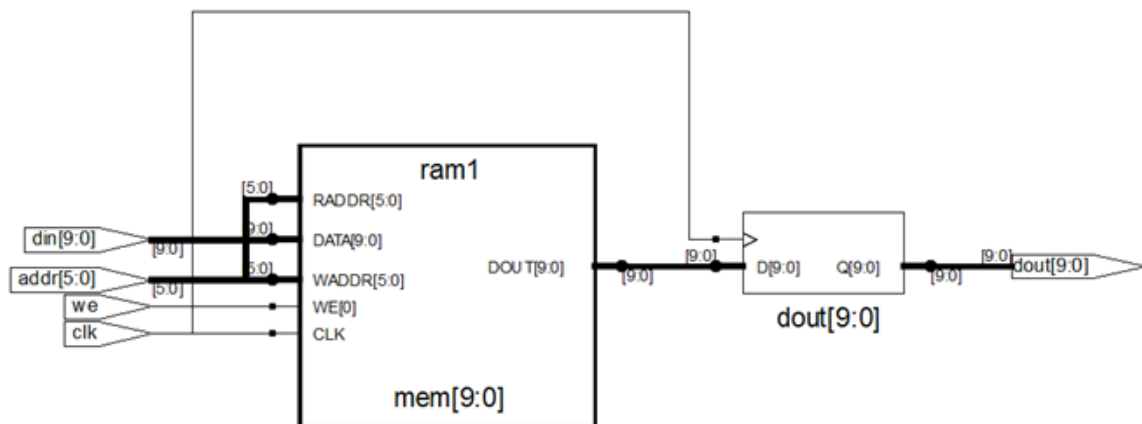 ram1
[5:0]
RADDR[5:0]
din[9:0]
[9:0]
9:0]
DATA[9:0]
addr[5:0]
[5:0]
5:0]
WADDR[5:0]
we
WE[0]
clk
CLK
DOUT[9:0]
[9:0]
[9:0]
D[9:0]
Q[9:0]
[9:0]
[9:0]
dout[9:0]
dout[9:0]
mem[9:0]